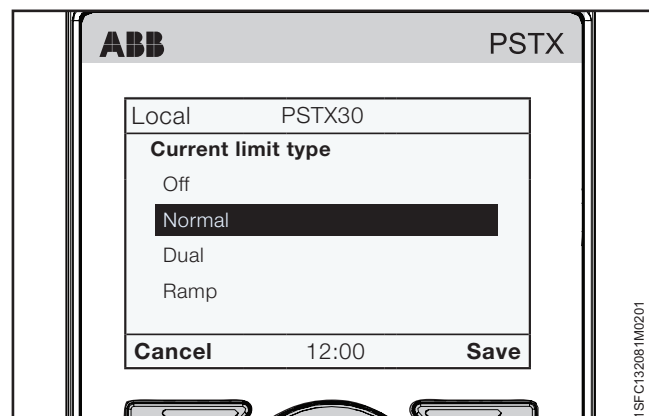 ABB PSTX
Local PSTX30
Current limit type
Off
Normal
Dual
Ramp
Cancel 12:00 Save
1SFC132081M0201